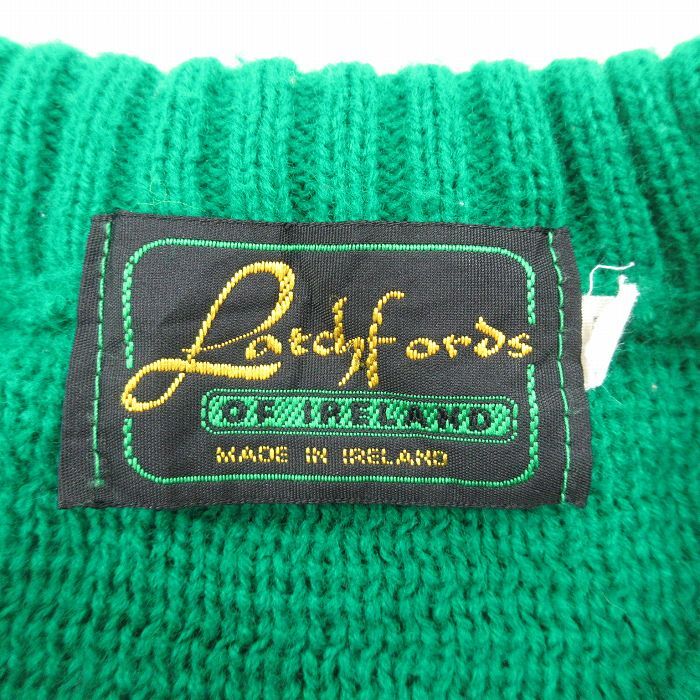 Latchfords
OF IRELAND
MADE IN IRELAND